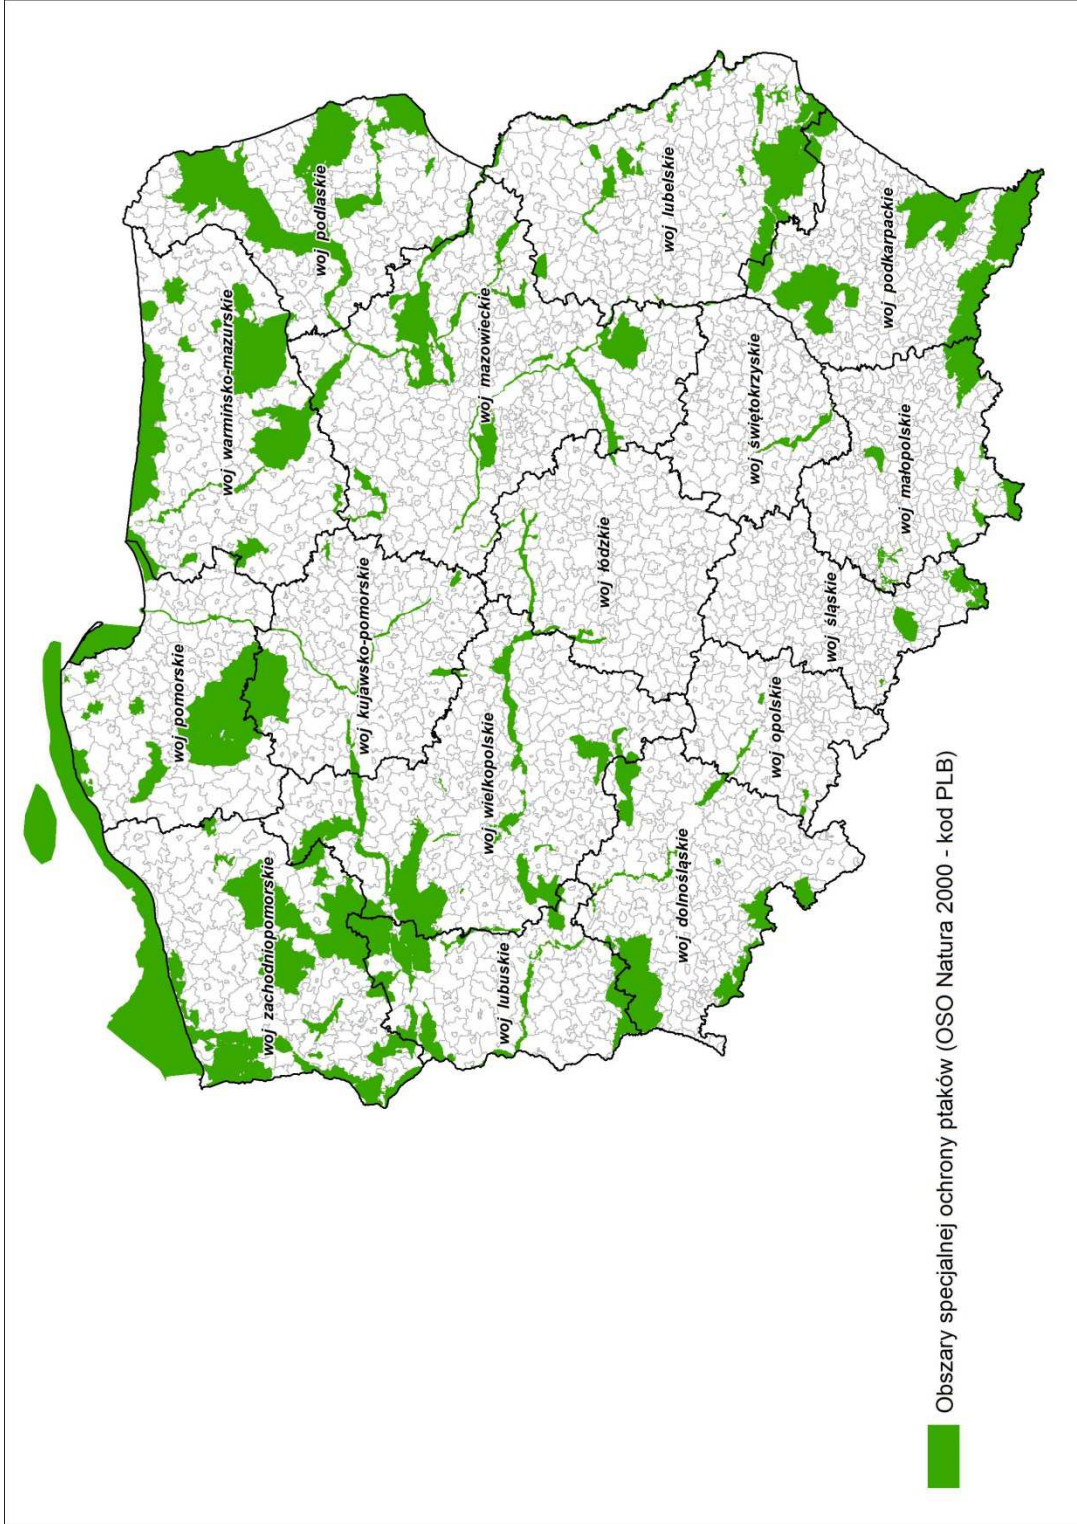 woj pomorskie
woj warmińsko-mazurskie
woj podlaskie
woj zachodniopomorskie
woj kujawsko-pomorskie
woj mazowieckie
woj wielkopolskie
woj lubuskie
woj łódzkie
woj lubelskie
woj dolnośląskie
woj opolskie
woj śląskie
woj świętokrzyskie
woj małopolskie
woj podkarpackie
Obszary specjalnej ochrony ptaków (OSO Natura 2000 - kod PLB)